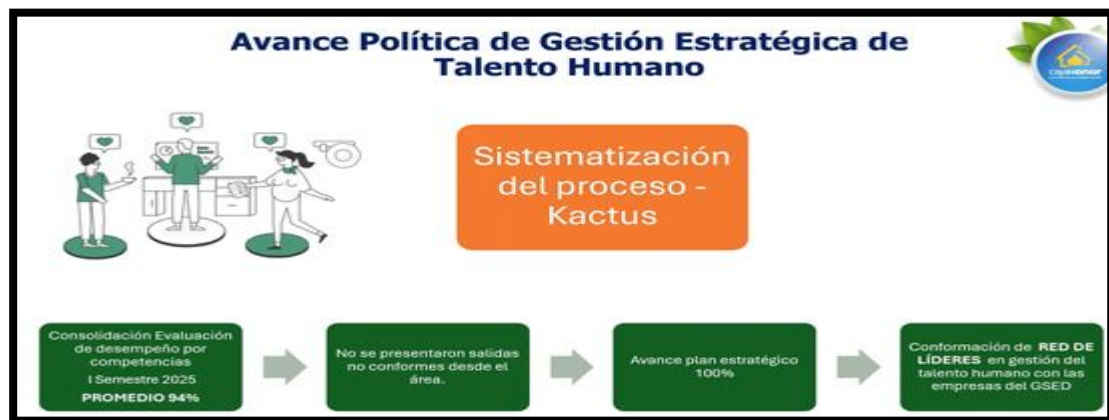 Avance Política de Gestión Estratégica de
Talento Humano
CAJAHONOR
Sistematización
del proceso -
Kactus
Consolidación Evaluación
de desempeño por
competencias
I Semestre 2025
PROMEDIO 94%
No se presentaron salidas
no conformes desde el
área.
Avance plan estratégico
100%
Conformación de RED DE
LÍDERES en gestión del
talento humano con las
empresas del GSED